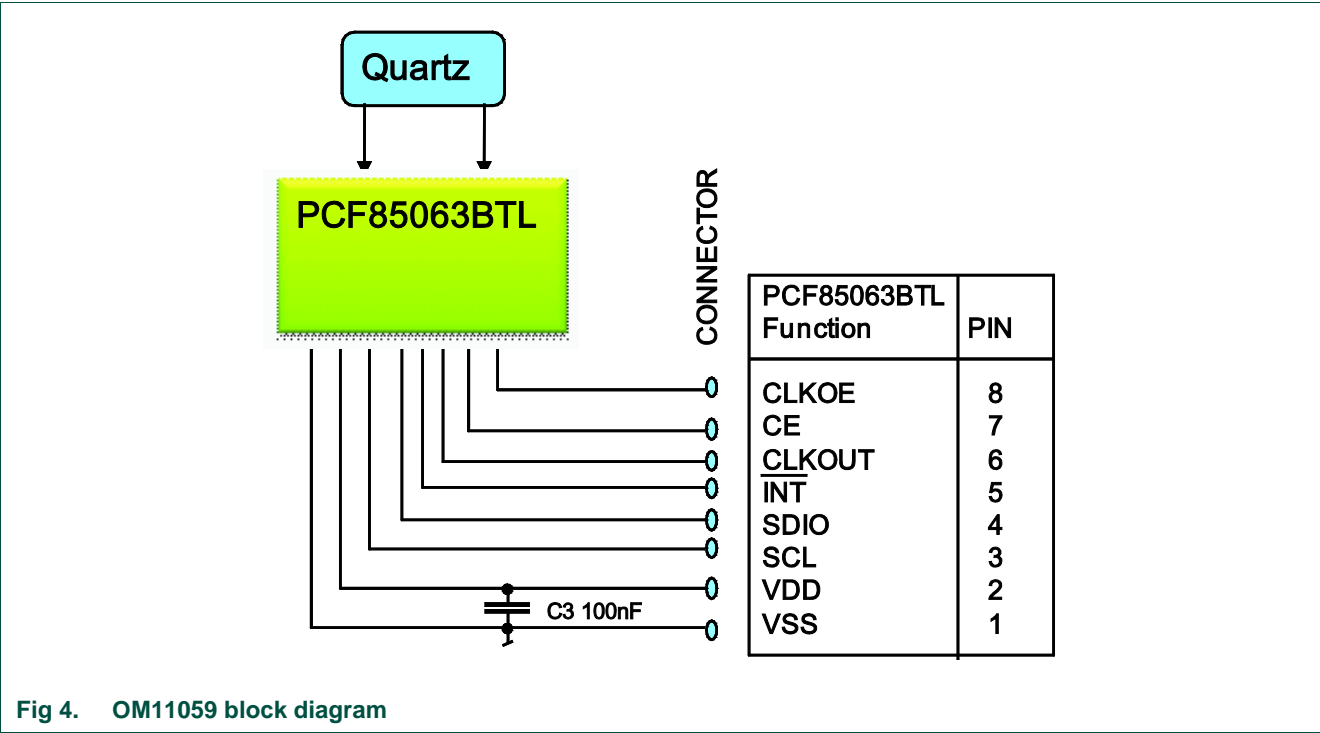 Quartz
PCF85063BTL
CONNECTOR
PCF85063BTL
Function PIN
CLKOE 8
CE 7
CLKOUT 6
INT 5
SDIO 4
SCL 3
VDD 2
VSS 1
C3 100nF
Fig 4. OM11059 block diagram